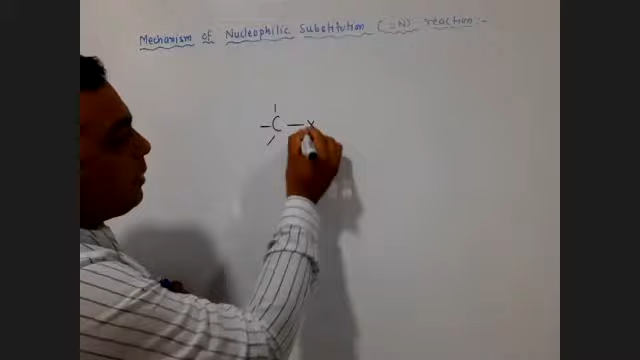 Mechanism of Nucleophilic Substitution (SN) reaction :-
C — X